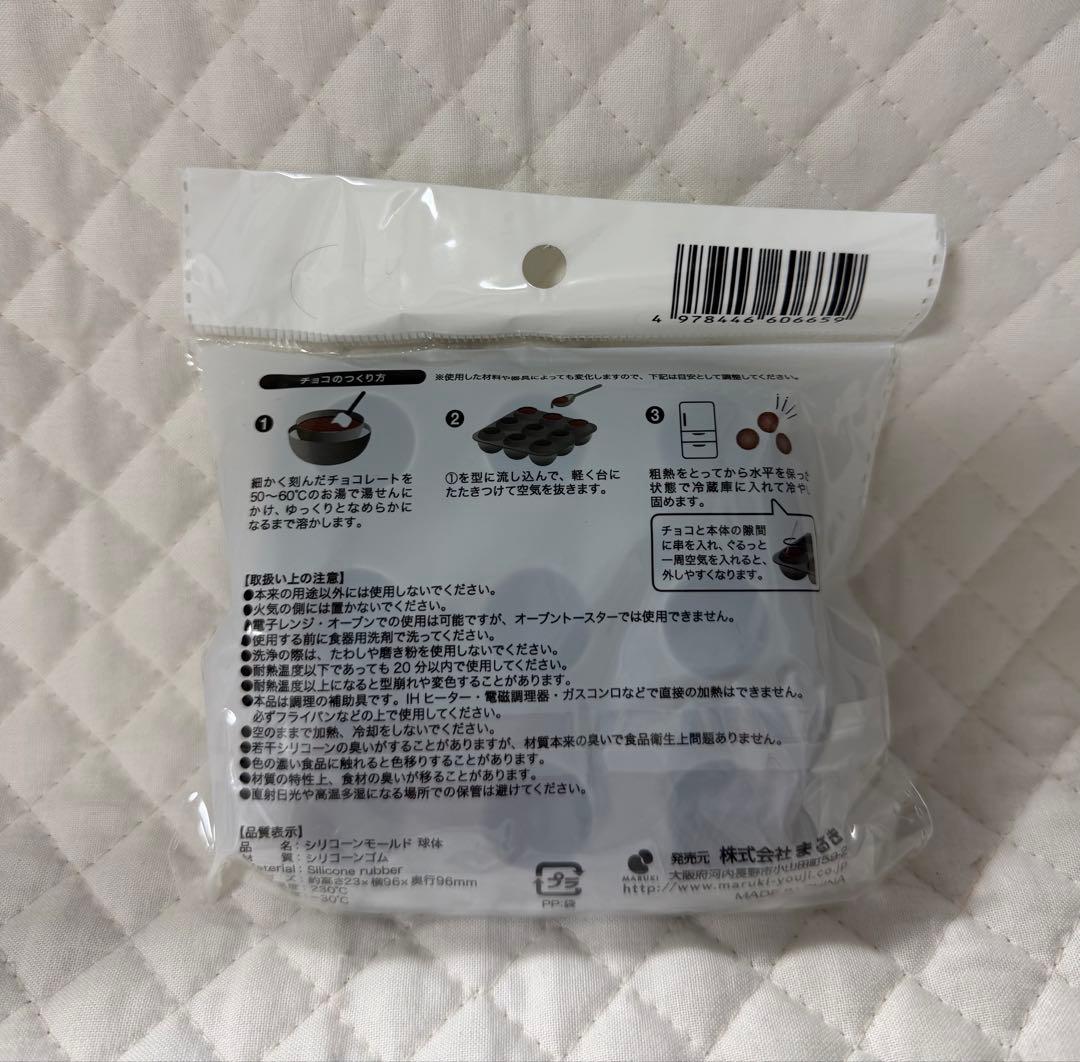 4 978446 606659
チョコのつくり方
※使用した材料や器具によっても変化しますので、下記は目安として調整してください。
1
細かく刻んだチョコレートを
50〜60℃のお湯で湯せんに
かけ、ゆっくりとなめらかに
なるまで溶かします。
2
①を型に流し込んで、軽く台に
たたきつけて空気を抜きます。
3
粗熱をとってから水平を保った
状態で冷蔵庫に入れて冷やし
固めます。
チョコと本体の隙間
に串を入れ、ぐるっと
一周空気を入れると、
外しやすくなります。
【取扱い上の注意】
●本来の用途以外には使用しないでください。
●火気の側には置かないでください。
●電子レンジ・オーブンでの使用は可能ですが、オーブントースターでは使用できません。
●使用する前に食器用洗剤で洗ってください。
●洗浄の際は、たわしや磨き粉を使用しないでください。
●耐熱温度以下であっても20分以内で使用してください。
●耐熱温度以上になると型崩れや変色することがあります。
●本品は調理の補助具です。IHヒーター・電磁調理器・ガスコンロなどで直接の加熱はできません。
必ずフライパンなどの上で使用してください。
●空のままで加熱、冷却をしないでください。
●若干シリコーンの臭いがすることがありますが、材質本来の臭いで食品衛生上問題ありません。
●色の濃い食品に触れると色移りすることがあります。
●材質の特性上、食材の臭いが移ることがあります。
●直射日光や高温多湿になる場所での保管は避けてください。
【品質表示】
品 名：シリコーンモールド 球体
質：シリコーンゴム
aterial：Silicone rubber
ズ：約高さ23×横96×奥行96mm
度：230℃
-30℃
プラ
PP:袋
MARUKI
発売元 株式会社 まるき
大阪府河内長野市小山田町59-2
http://www.maruki-youji.co.jp